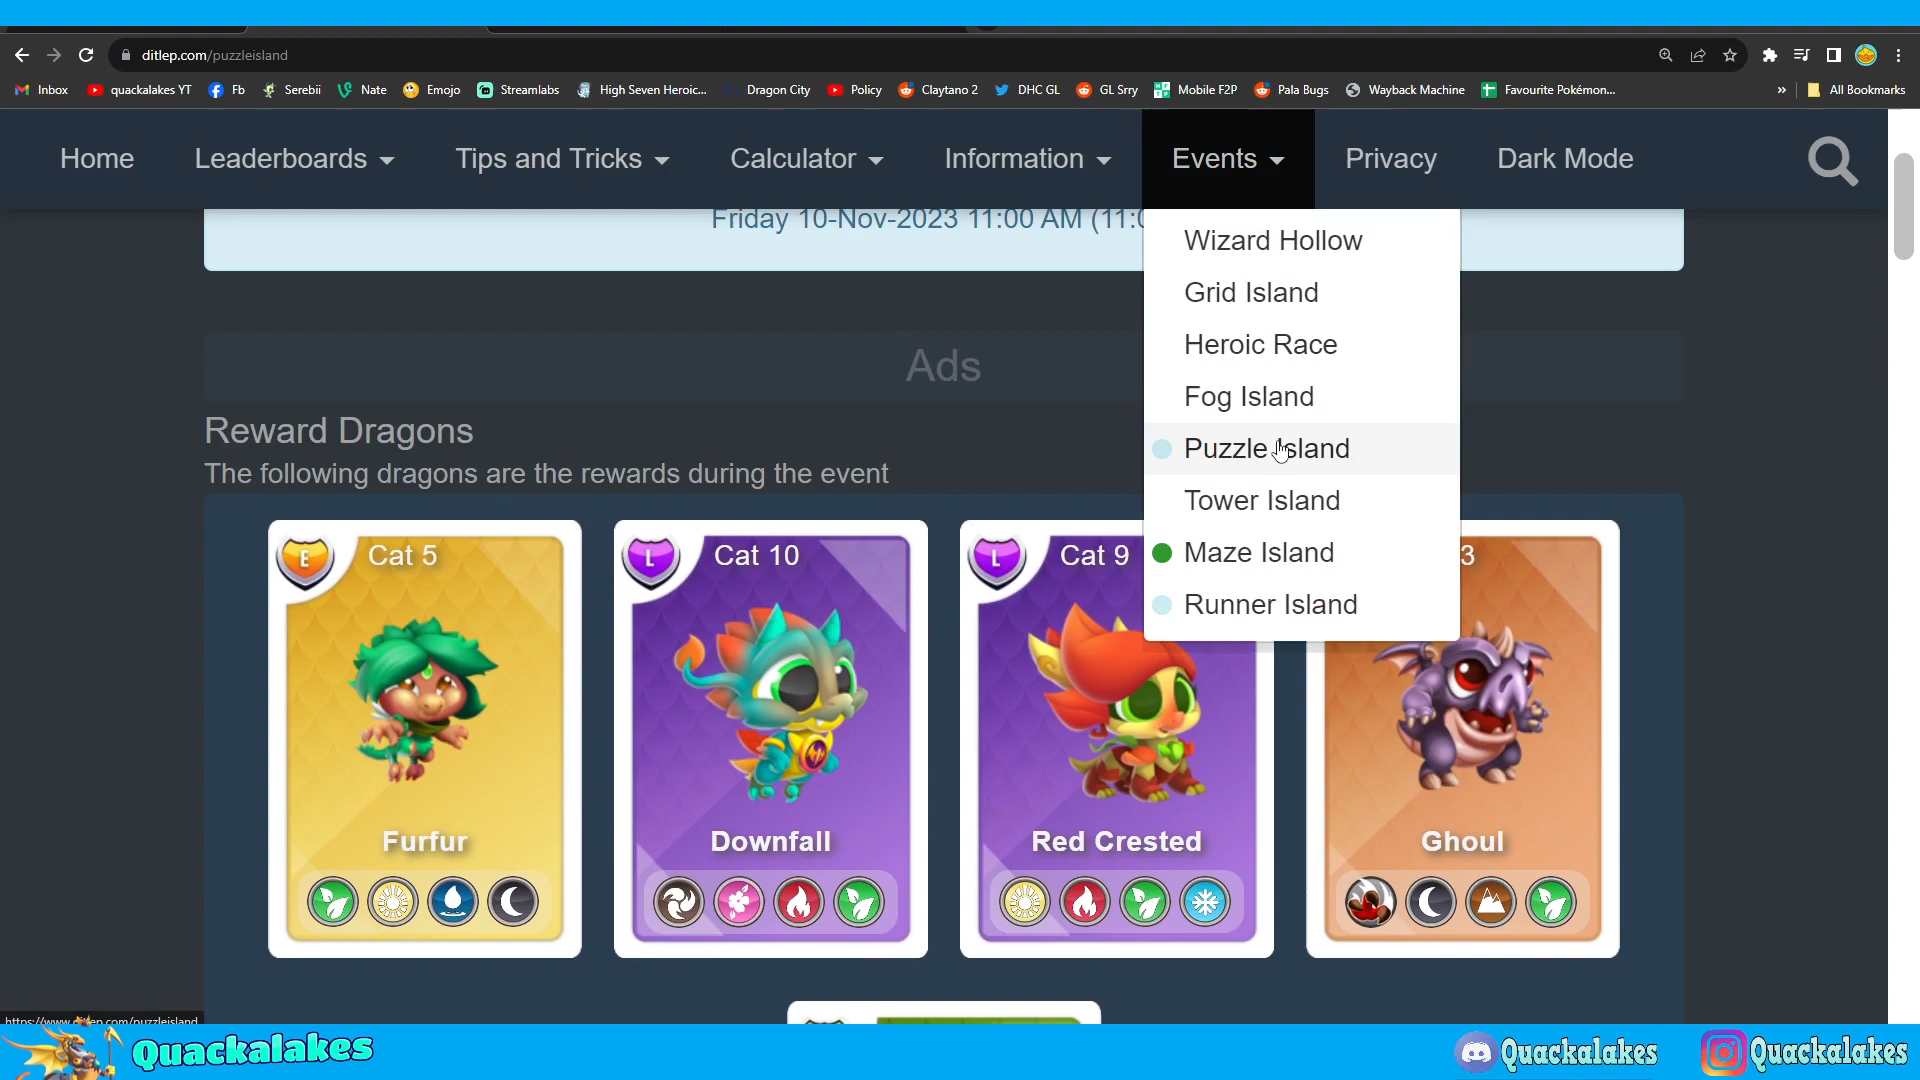 ditlep.com/puzzleisland
Inbox quackalakes YT Fb Serebii Nate Emojo Streamlabs High Seven Heroic... Dragon City Policy Claytano 2 DHC GL GL Srry Mobile F2P Pala Bugs Wayback Machine Favourite Pokémon... » All Bookmarks
Home Leaderboards Tips and Tricks Calculator Information Events Privacy Dark Mode
Friday 10-Nov-2023 11:00 AM
Wizard Hollow
Grid Island
Heroic Race
Fog Island
Puzzle Island
Tower Island
Maze Island
Runner Island
Ads
Reward Dragons
The following dragons are the rewards during the event
E Cat 5
L Cat 10
L Cat 9
3
Furfur
Downfall
Red Crested
Ghoul
Quackalakes
Quackalakes
Quackalakes